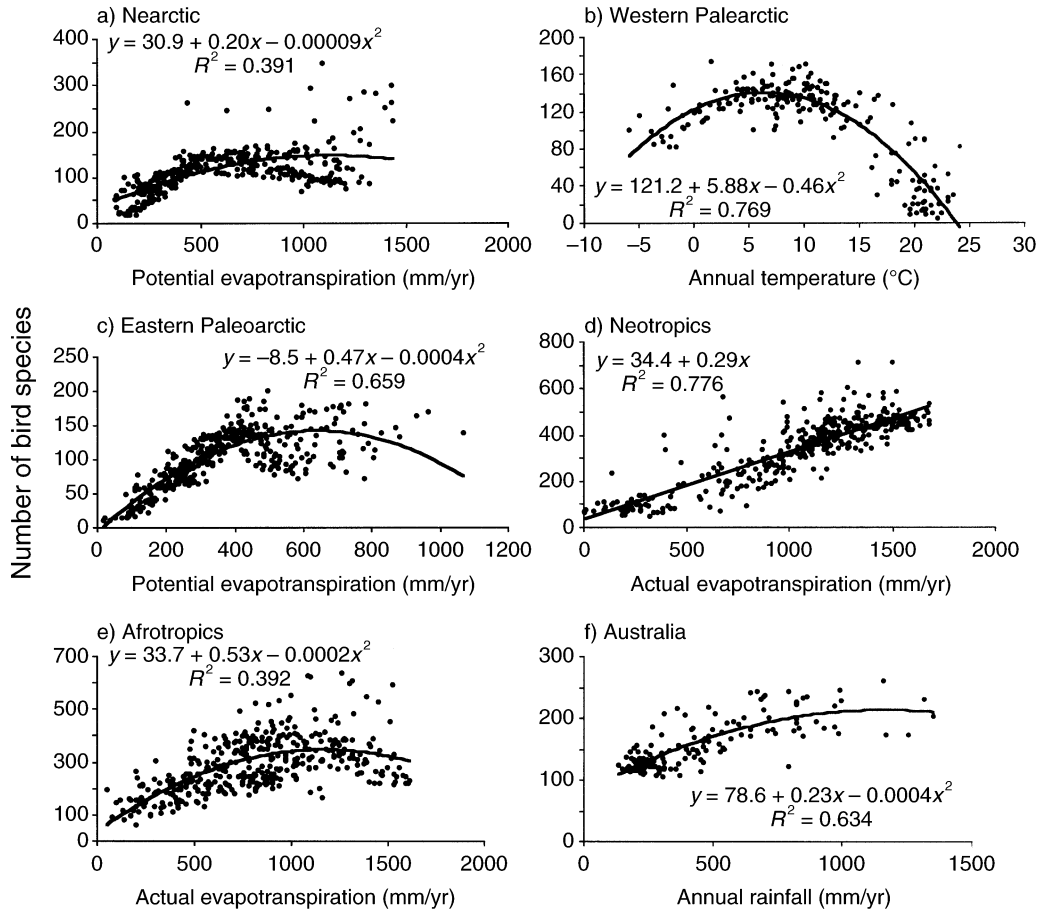 a) Nearctic
y = 30.9 + 0.20x – 0.00009x²
R² = 0.391
400
300
200
100
0
0 500 1000 1500 2000
Potential evapotranspiration (mm/yr)
b) Western Palearctic
200
160
120
80
40
0
y = 121.2 + 5.88x – 0.46x²
R² = 0.769
–10 –5 0 5 10 15 20 25 30
Annual temperature (°C)
Number of bird species
c) Eastern Paleoarctic
y = –8.5 + 0.47x – 0.0004x²
R² = 0.659
250
200
150
100
50
0
0 200 400 600 800 1000 1200
Potential evapotranspiration (mm/yr)
d) Neotropics
y = 34.4 + 0.29x
R² = 0.776
800
600
400
200
0
0 500 1000 1500 2000
Actual evapotranspiration (mm/yr)
e) Afrotropics
y = 33.7 + 0.53x – 0.0002x²
R² = 0.392
700
600
500
400
300
200
100
0
0 500 1000 1500 2000
Actual evapotranspiration (mm/yr)
f) Australia
300
200
100
0
y = 78.6 + 0.23x – 0.0004x²
R² = 0.634
0 500 1000 1500
Annual rainfall (mm/yr)